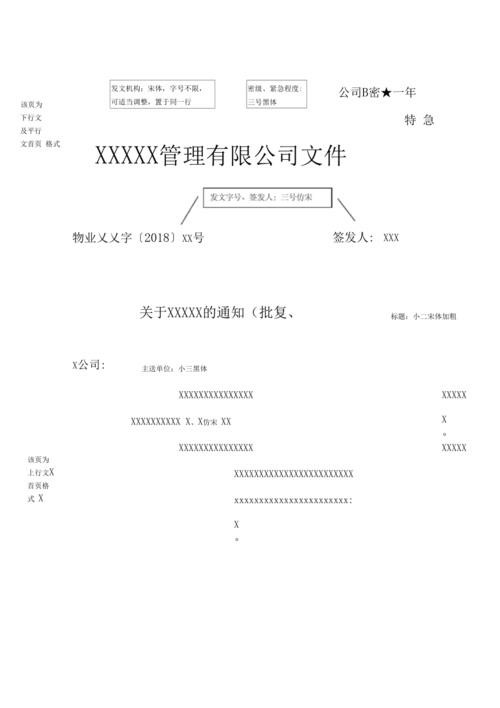 发文机构：宋体，字号不限，
可适当调整，置于同一行
密级、紧急程度:
三号黑体
公司B密★一年
特 急
该页为
下行文
及平行
文首页 格式
XXXXX管理有限公司文件
发文字号、签发人: 三号仿宋
物业乂乂字〔2018〕xx号
签发人: XXX
关于XXXXX的通知（批复、
标题: 小二宋体加粗
X公司:
主送单位: 小三黑体
XXXXXXXXXXXXXXX
XXXXX
XXXXXXXXXX X、X仿宋 XX
X
。
XXXXXXXXXXXXXXX
XXXXX
该页为
上行文X
首页格
式 X
XXXXXXXXXXXXXXXXXXXXXXXX
xxxxxxxxxxxxxxxxxxxxxxx:
X
。